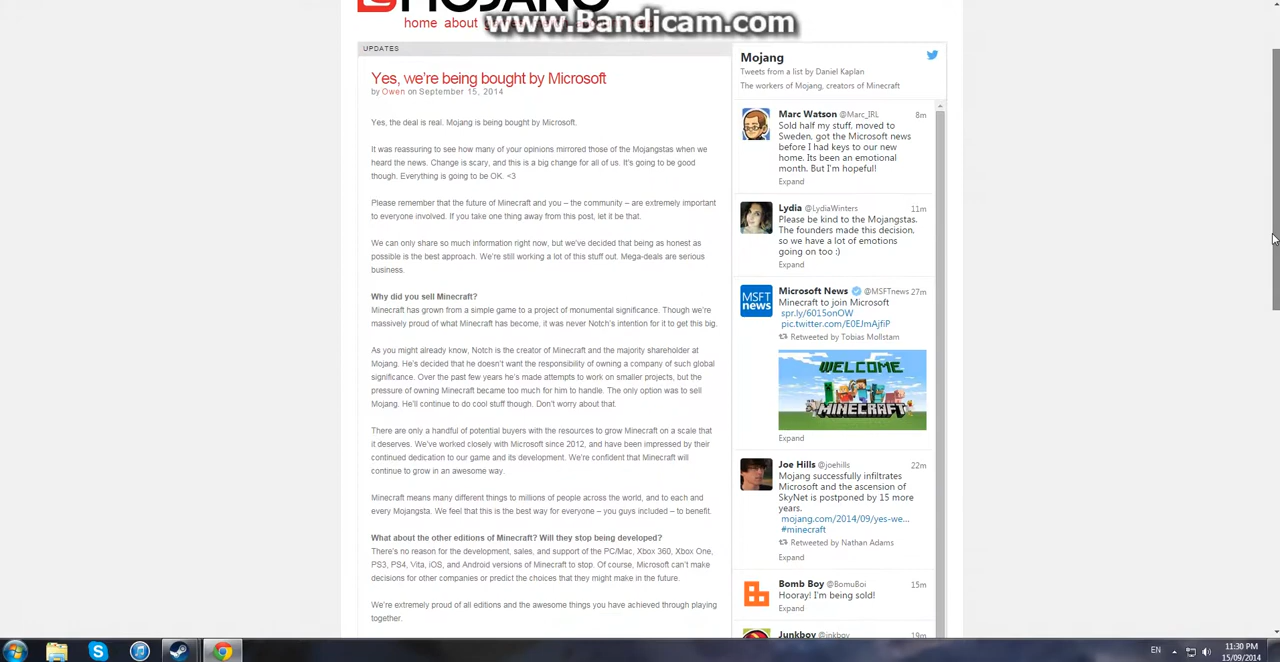 MOJANG
www.Bandicam.com
home about
UPDATES
Yes, we're being bought by Microsoft
by Owen on September 15, 2014
Yes, the deal is real. Mojang is being bought by Microsoft.
It was reassuring to see how many of your opinions mirrored those of the Mojangstas when we
heard the news. Change is scary, and this is a big change for all of us. It's going to be good
though. Everything is going to be OK. <3
Please remember that the future of Minecraft and you – the community – are extremely important
to everyone involved. If you take one thing away from this post, let it be that.
We can only share so much information right now, but we've decided that being as honest as
possible is the best approach. We're still working a lot of this stuff out. Mega-deals are serious
business.
Why did you sell Minecraft?
Minecraft has grown from a simple game to a project of monumental significance. Though we're
massively proud of what Minecraft has become, it was never Notch's intention for it to get this big.
As you might already know, Notch is the creator of Minecraft and the majority shareholder at
Mojang. He's decided that he doesn't want the responsibility of owning a company of such global
significance. Over the past few years he's made attempts to work on smaller projects, but the
pressure of owning Minecraft became too much for him to handle. The only option was to sell
Mojang. He'll continue to do cool stuff though. Don't worry about that.
There are only a handful of potential buyers with the resources to grow Minecraft on a scale that
it deserves. We've worked closely with Microsoft since 2012, and have been impressed by their
continued dedication to our game and its development. We're confident that Minecraft will
continue to grow in an awesome way.
Minecraft means many different things to millions of people across the world, and to each and
every Mojangsta. We feel that this is the best way for everyone – you guys included – to benefit.
What about the other editions of Minecraft? Will they stop being developed?
There's no reason for the development, sales, and support of the PC/Mac, Xbox 360, Xbox One,
PS3, PS4, Vita, iOS, and Android versions of Minecraft to stop. Of course, Microsoft can't make
decisions for other companies or predict the choices that they might make in the future.
We're extremely proud of all editions and the awesome things you have achieved through playing
together.
Mojang
Tweets from a list by Daniel Kaplan
The workers of Mojang, creators of Minecraft
Marc Watson @Marc_IRL 8m
Sold half my stuff, moved to
Sweden, got the Microsoft news
before I had keys to our new
home. Its been an emotional
month. But I'm hopeful!
Expand
Lydia @LydiaWinters 11m
Please be kind to the Mojangstas.
The founders made this decision,
so we have a lot of emotions
going on too :)
Expand
MSFT
news
Microsoft News @MSFTnews 27m
Minecraft to join Microsoft
spr.ly/6015onOW
pic.twitter.com/E0EJmAjfiP
Retweeted by Tobias Mollstam
WELCOME
MINECRAFT
Expand
Joe Hills @joehills 22m
Mojang successfully infiltrates
Microsoft and the ascension of
SkyNet is postponed by 15 more
years.
mojang.com/2014/09/yes-we...
#minecraft
Retweeted by Nathan Adams
Expand
Bomb Boy @BomuBoi 15m
Hooray! I'm being sold!
Expand
Junkboy @jnkboy 19m
EN
11:30 PM
15/09/2014